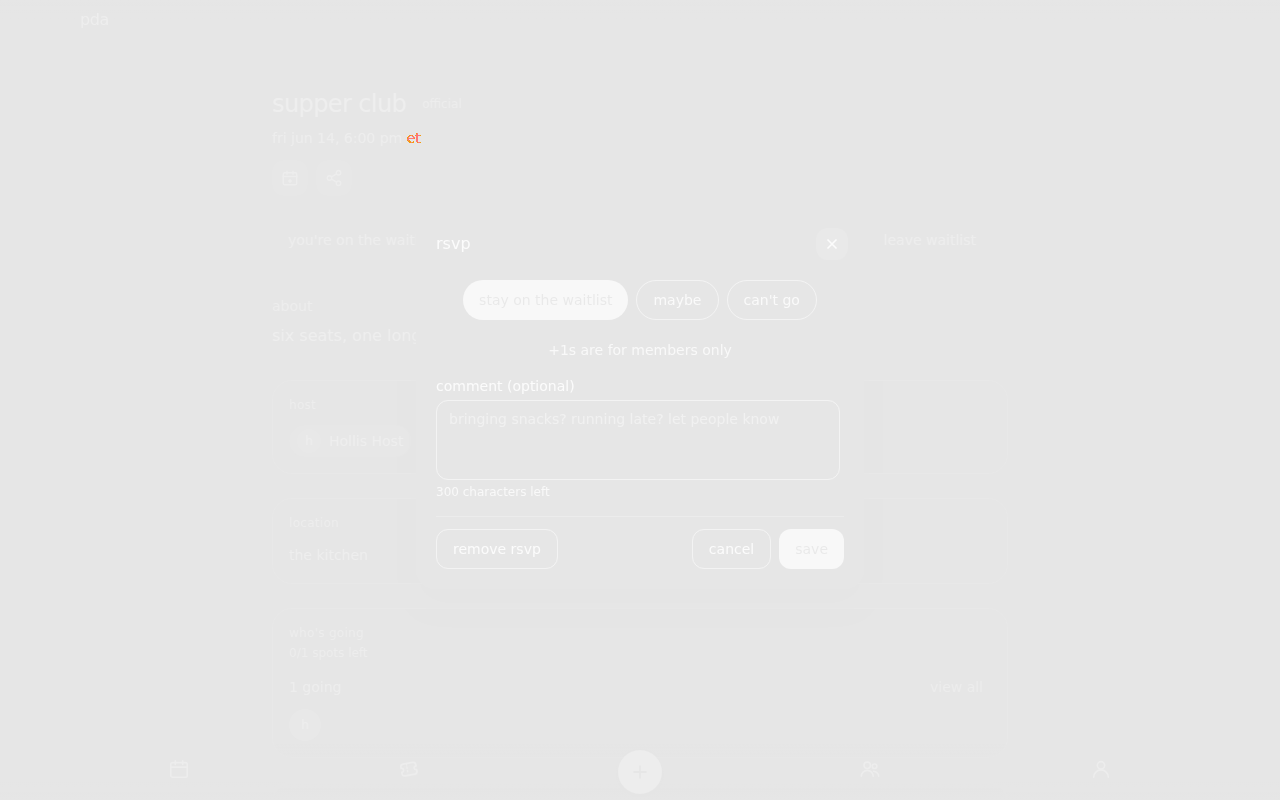 pda
supper club official
fri jun 14, 6:00 pm et
you're on the wait
leave waitlist
rsvp
stay on the waitlist
maybe
can't go
+1s are for members only
about
six seats, one long
comment (optional)
bringing snacks? running late? let people know
300 characters left
host
h Hollis Host
location
the kitchen
remove rsvp
cancel
save
who's going
0/1 spots left
1 going
view all